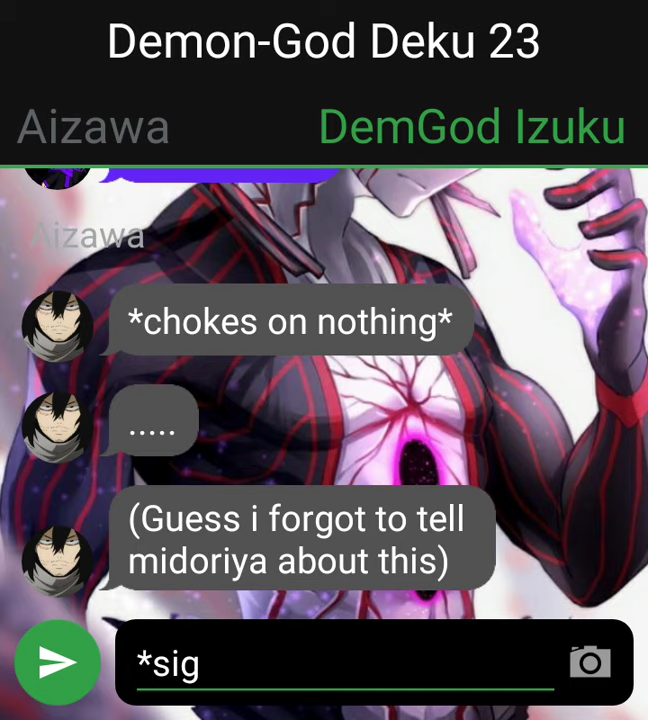 Demon-God Deku 23
Aizawa DemGod Izuku
Aizawa
*chokes on nothing*
.....
(Guess i forgot to tell
midoriya about this)
*sig